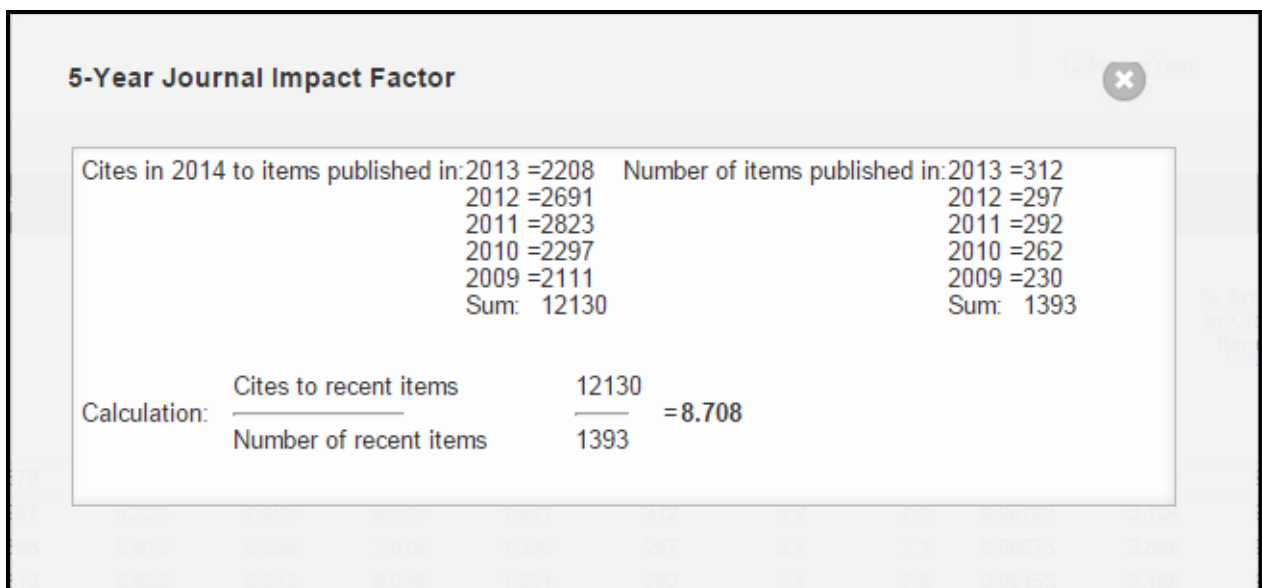 5-Year Journal Impact Factor
Cites in 2014 to items published in: 2013 =2208 Number of items published in: 2013 =312
2012 =2691 2012 =297
2011 =2823 2011 =292
2010 =2297 2010 =262
2009 =2111 2009 =230
Sum: 12130 Sum: 1393
Cites to recent items 12130
Calculation: =8.708
Number of recent items 1393